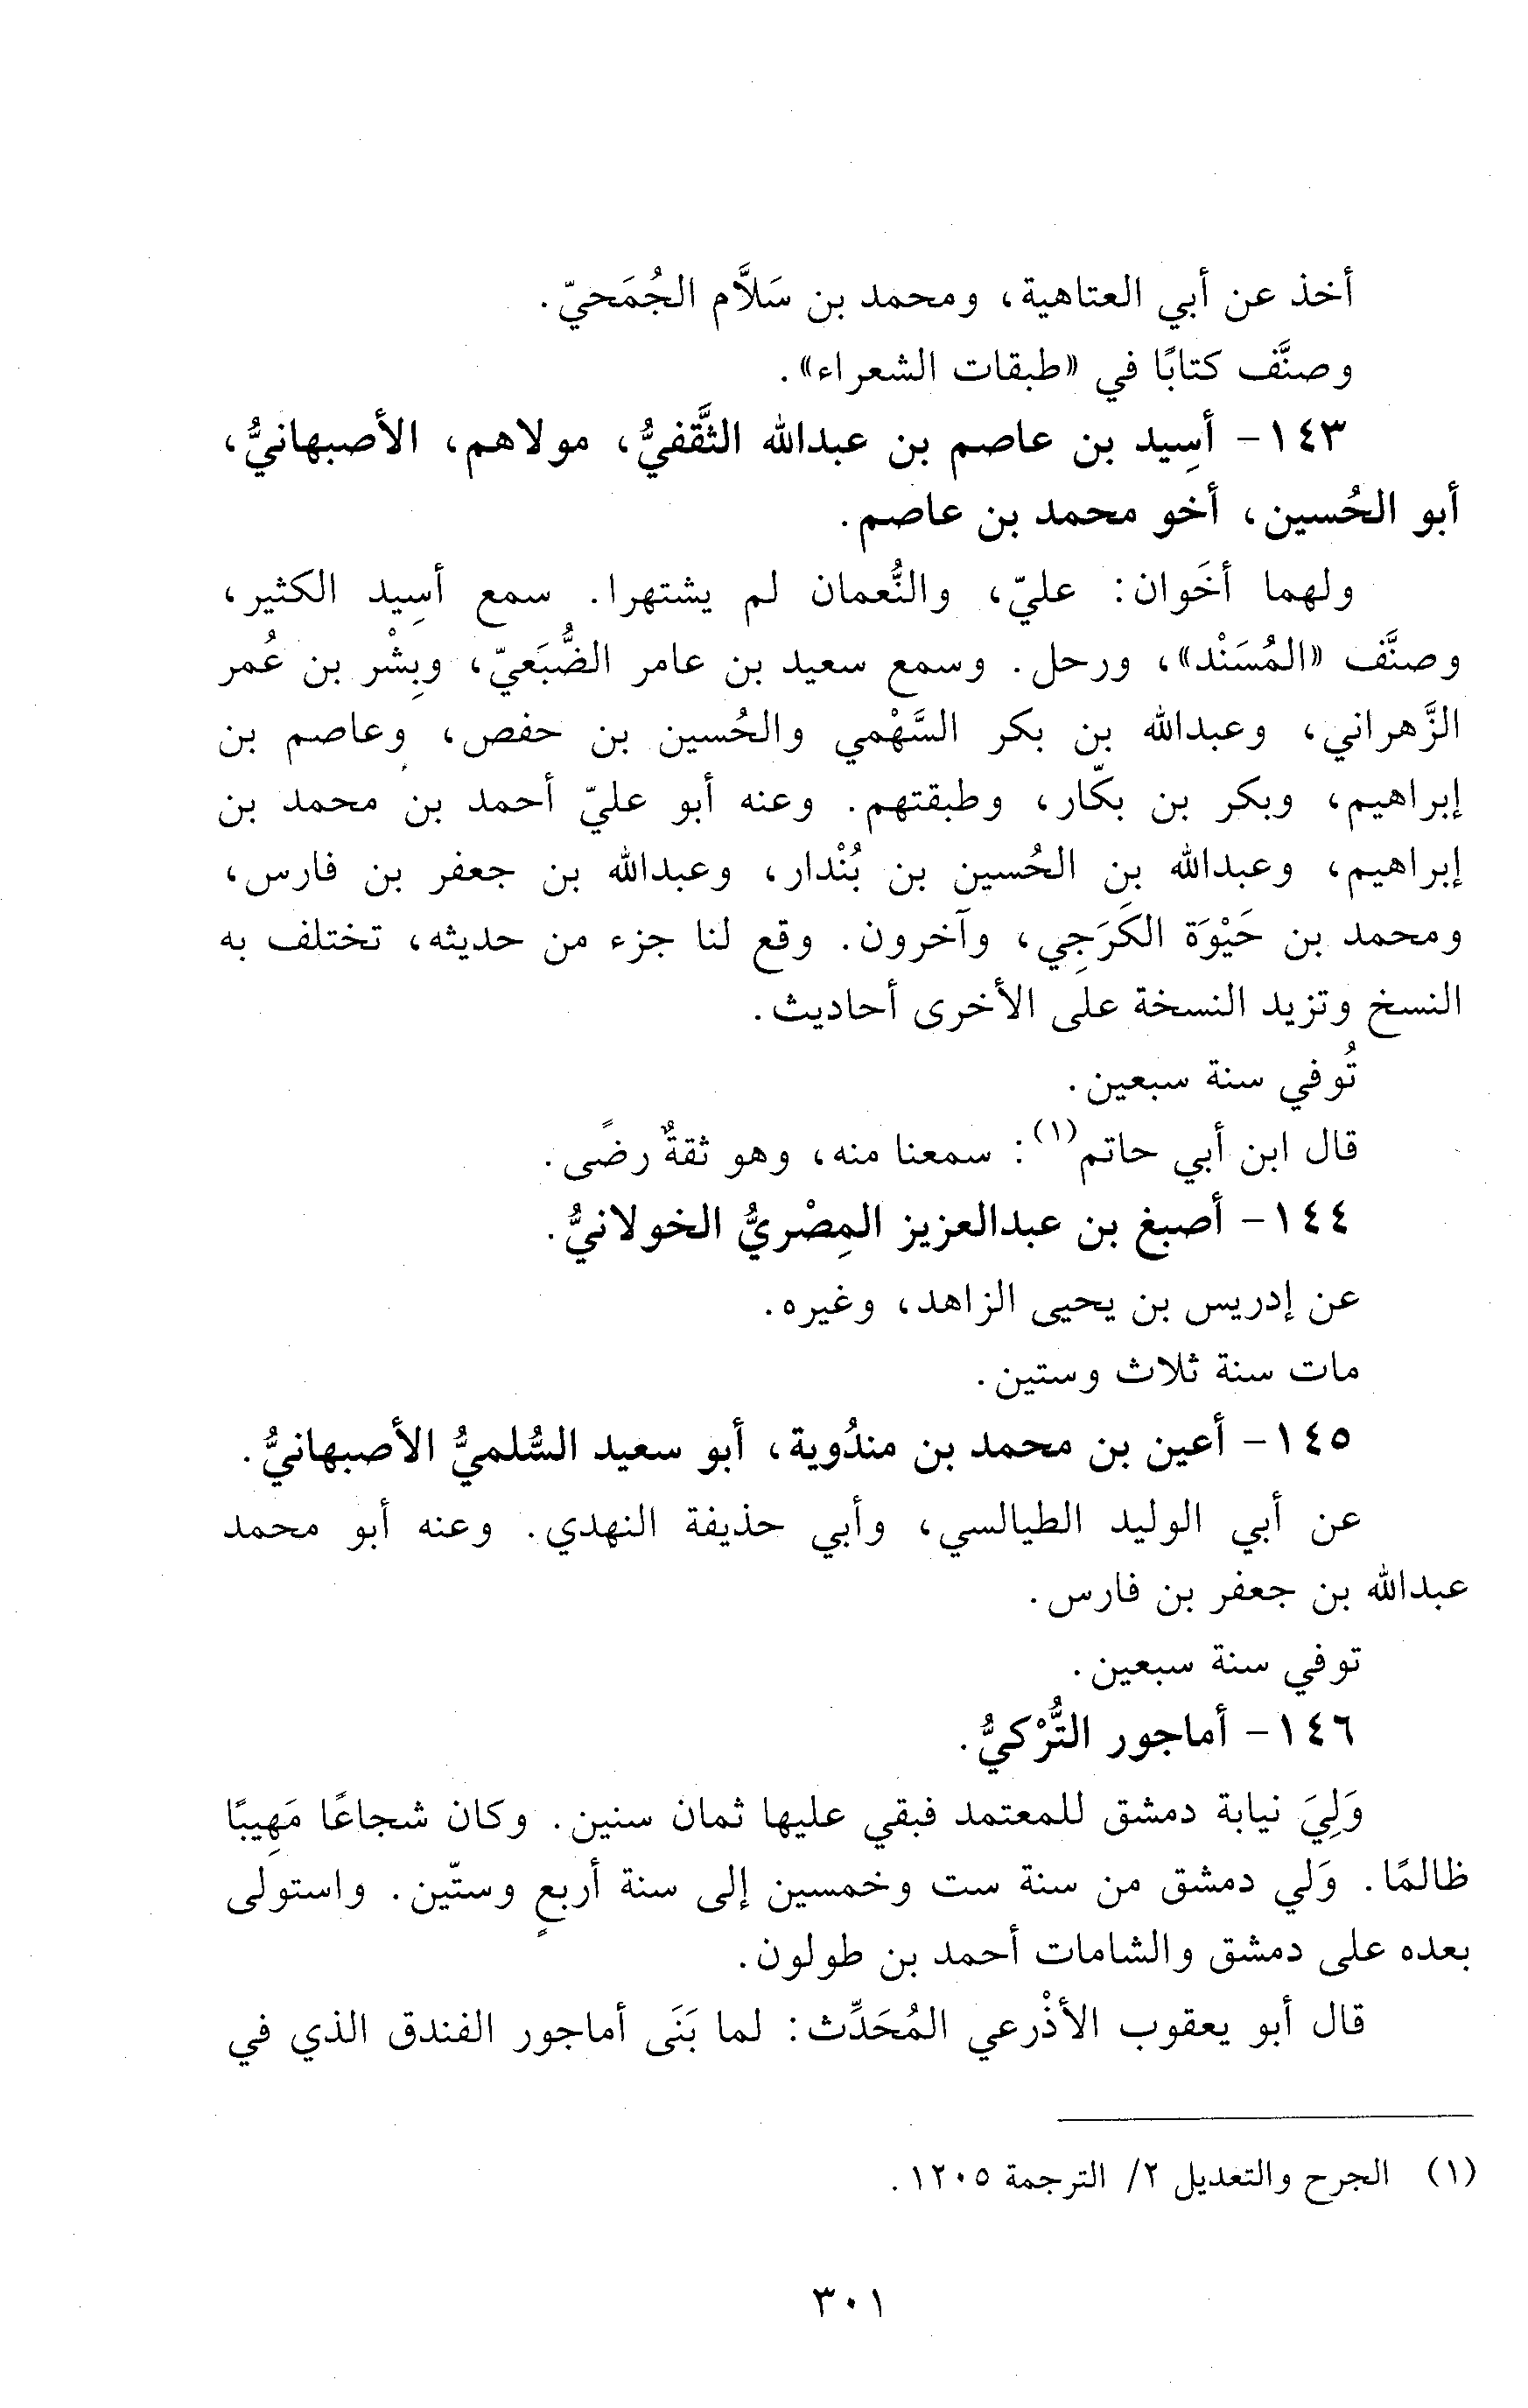 أخذ عن أبي العتاهية، ومحمد بن سَلاَّم الجُمَحيّ.
وصنَّف كتابًا في «طبقات الشعراء».
١٤٣- أسِيد بن عاصم بن عبدالله الثَّقفيُّ، مولاهم، الأصبهانيُّ،
أبو الحُسين، أخو محمد بن عاصم.
ولهما أخَوان: عليّ، والنُّعمان لم يشتهرا. سمع أسِيد الكثير،
وصنَّف «المُسَنْد»، ورحل. وسمع سعيد بن عامر الضُّبَعيّ، وبِشْر بن عُمر
الزَّهراني، وعبدالله بن بكر السَّهْمي والحُسين بن حفص، وعاصم بن
إبراهيم، وبكر بن بكّار، وطبقتهم. وعنه أبو عليّ أحمد بن محمد بن
إبراهيم، وعبدالله بن الحُسين بن بُنْدار، وعبدالله بن جعفر بن فارس،
ومحمد بن حَيْوَة الكَرَجِي، وآخرون. وقع لنا جزء من حديثه، تختلف به
النسخ وتزيد النسخة على الأخرى أحاديث.
تُوفي سنة سبعين.
قال ابن أبي حاتم(١): سمعنا منه، وهو ثقةٌ رضًى.
١٤٤- أصبغ بن عبدالعزيز المِصْريُّ الخولانيُّ.
عن إدريس بن يحيى الزاهد، وغيره.
مات سنة ثلاث وستين.
١٤٥- أعين بن محمد بن مندُوية، أبو سعيد السُّلميُّ الأصبهانيُّ.
عن أبي الوليد الطيالسي، وأبي حذيفة النهدي. وعنه أبو محمد
عبدالله بن جعفر بن فارس.
توفي سنة سبعين.
١٤٦- أماجور التُّرْكيُّ.
وَلِيَ نيابة دمشق للمعتمد فبقي عليها ثمان سنين. وكان شجاعًا مَهِيبًا
ظالمًا. وَلي دمشق من سنة ست وخمسين إلى سنة أربعٍ وستّين. واستولى
بعده على دمشق والشامات أحمد بن طولون.
قال أبو يعقوب الأذْرعي المُحَدِّث: لما بَنَى أماجور الفندق الذي في
(١) الجرح والتعديل ٢/ الترجمة ١٢٠٥.
٣٠١